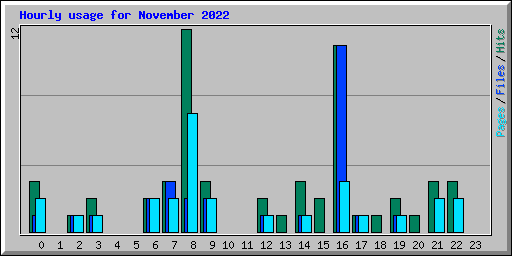 Hourly usage for November 2022
12
Pages/Files/Hits
0 1 2 3 4 5 6 7 8 9 10 11 12 13 14 15 16 17 18 19 20 21 22 23